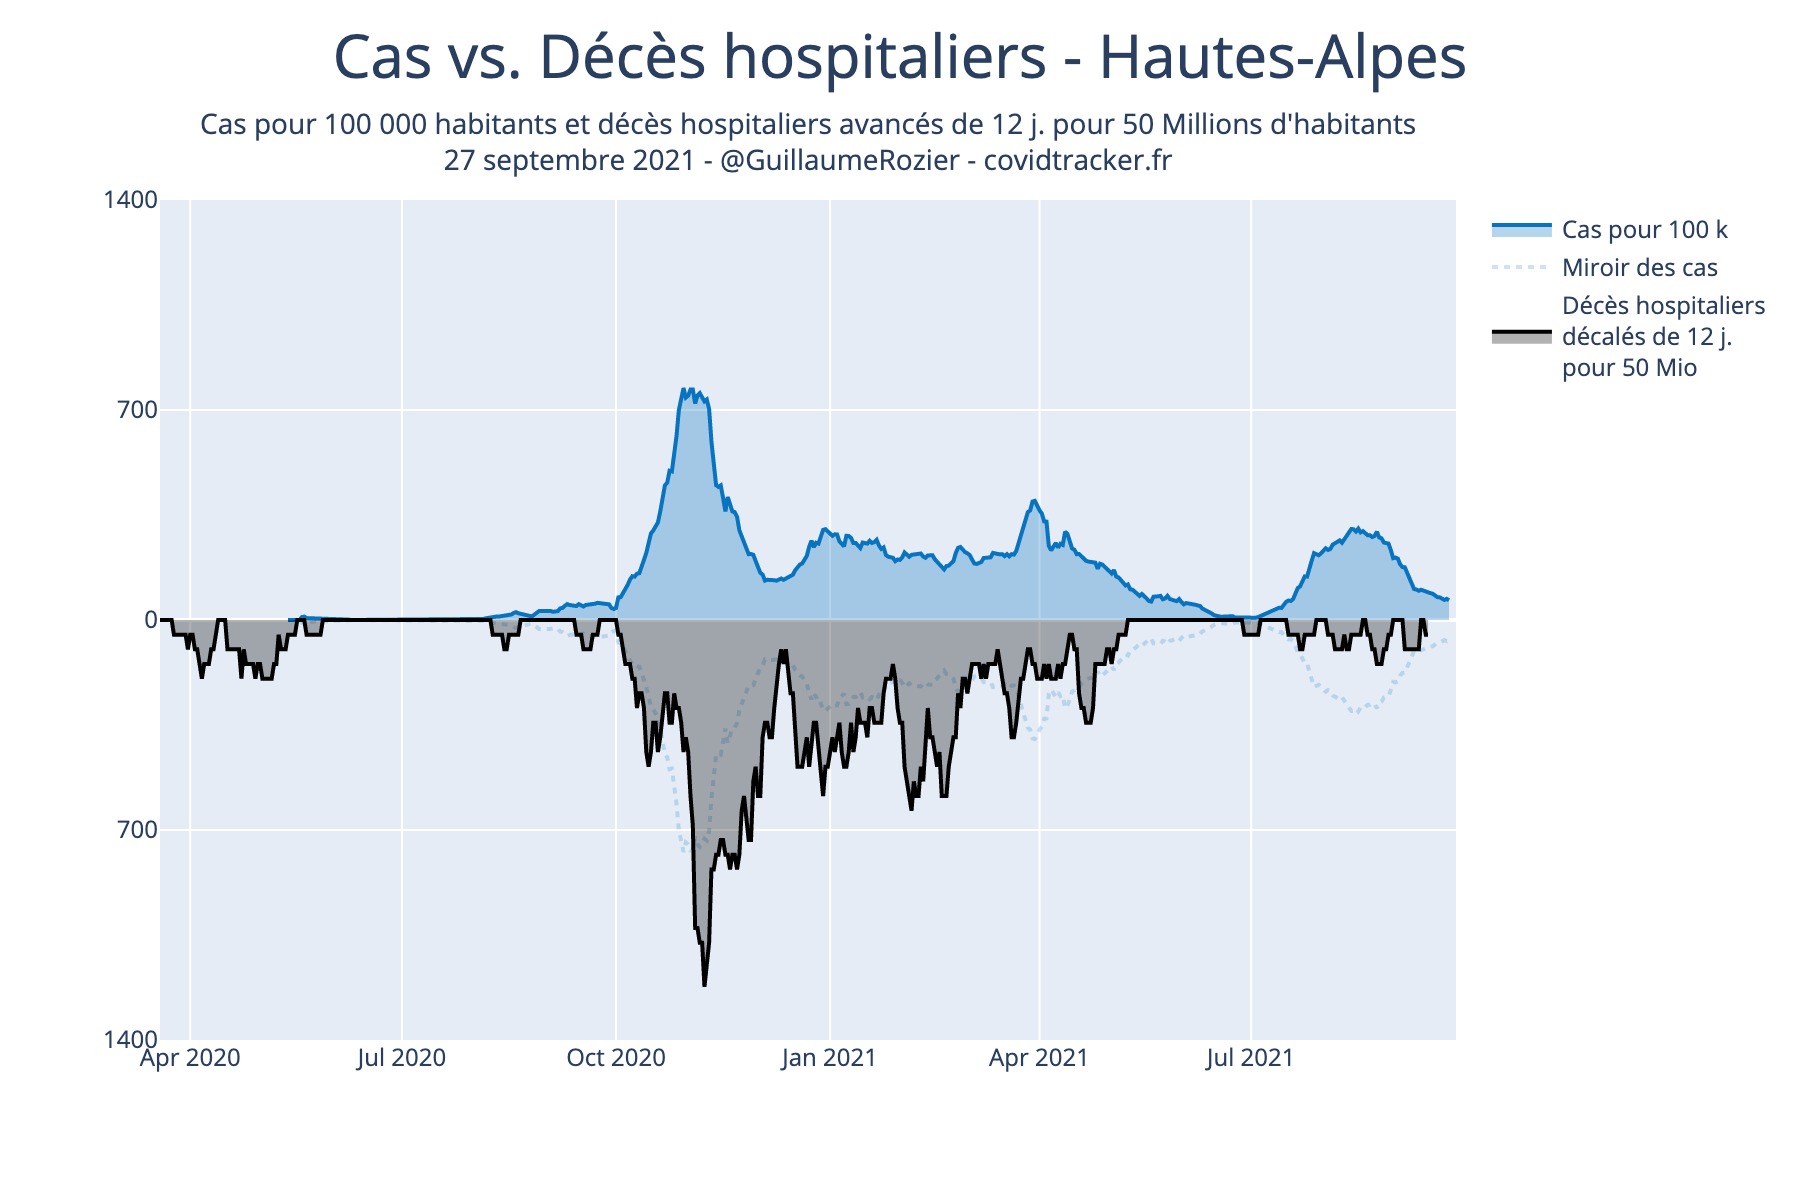 Cas vs. Décès hospitaliers - Hautes-Alpes
Cas pour 100 000 habitants et décès hospitaliers avancés de 12 j. pour 50 Millions d'habitants
27 septembre 2021 - @GuillaumeRozier - covidtracker.fr
1400
700
0
700
1400
Apr 2020
Jul 2020
Oct 2020
Jan 2021
Apr 2021
Jul 2021
Cas pour 100 k
Miroir des cas
Décès hospitaliers
décalés de 12 j.
pour 50 Mio